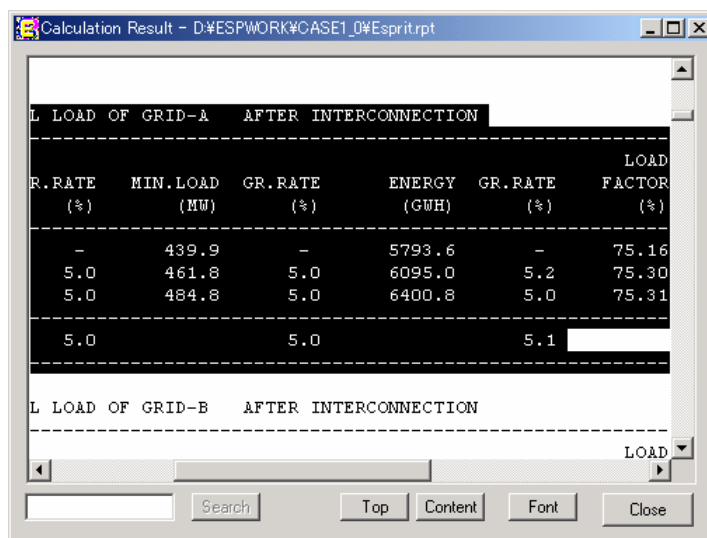 Calculation Result - D:¥ESPWORK¥CASE1_0¥Esprit.rpt
L LOAD OF GRID-A AFTER INTERCONNECTION
LOAD
R.RATE MIN.LOAD GR.RATE ENERGY GR.RATE FACTOR
(%) (MW) (%) (GWH) (%) (%)
- 439.9 - 5793.6 - 75.16
5.0 461.8 5.0 6095.0 5.2 75.30
5.0 484.8 5.0 6400.8 5.0 75.31
5.0 5.0 5.1
L LOAD OF GRID-B AFTER INTERCONNECTION
LOAD
Search Top Content Font Close